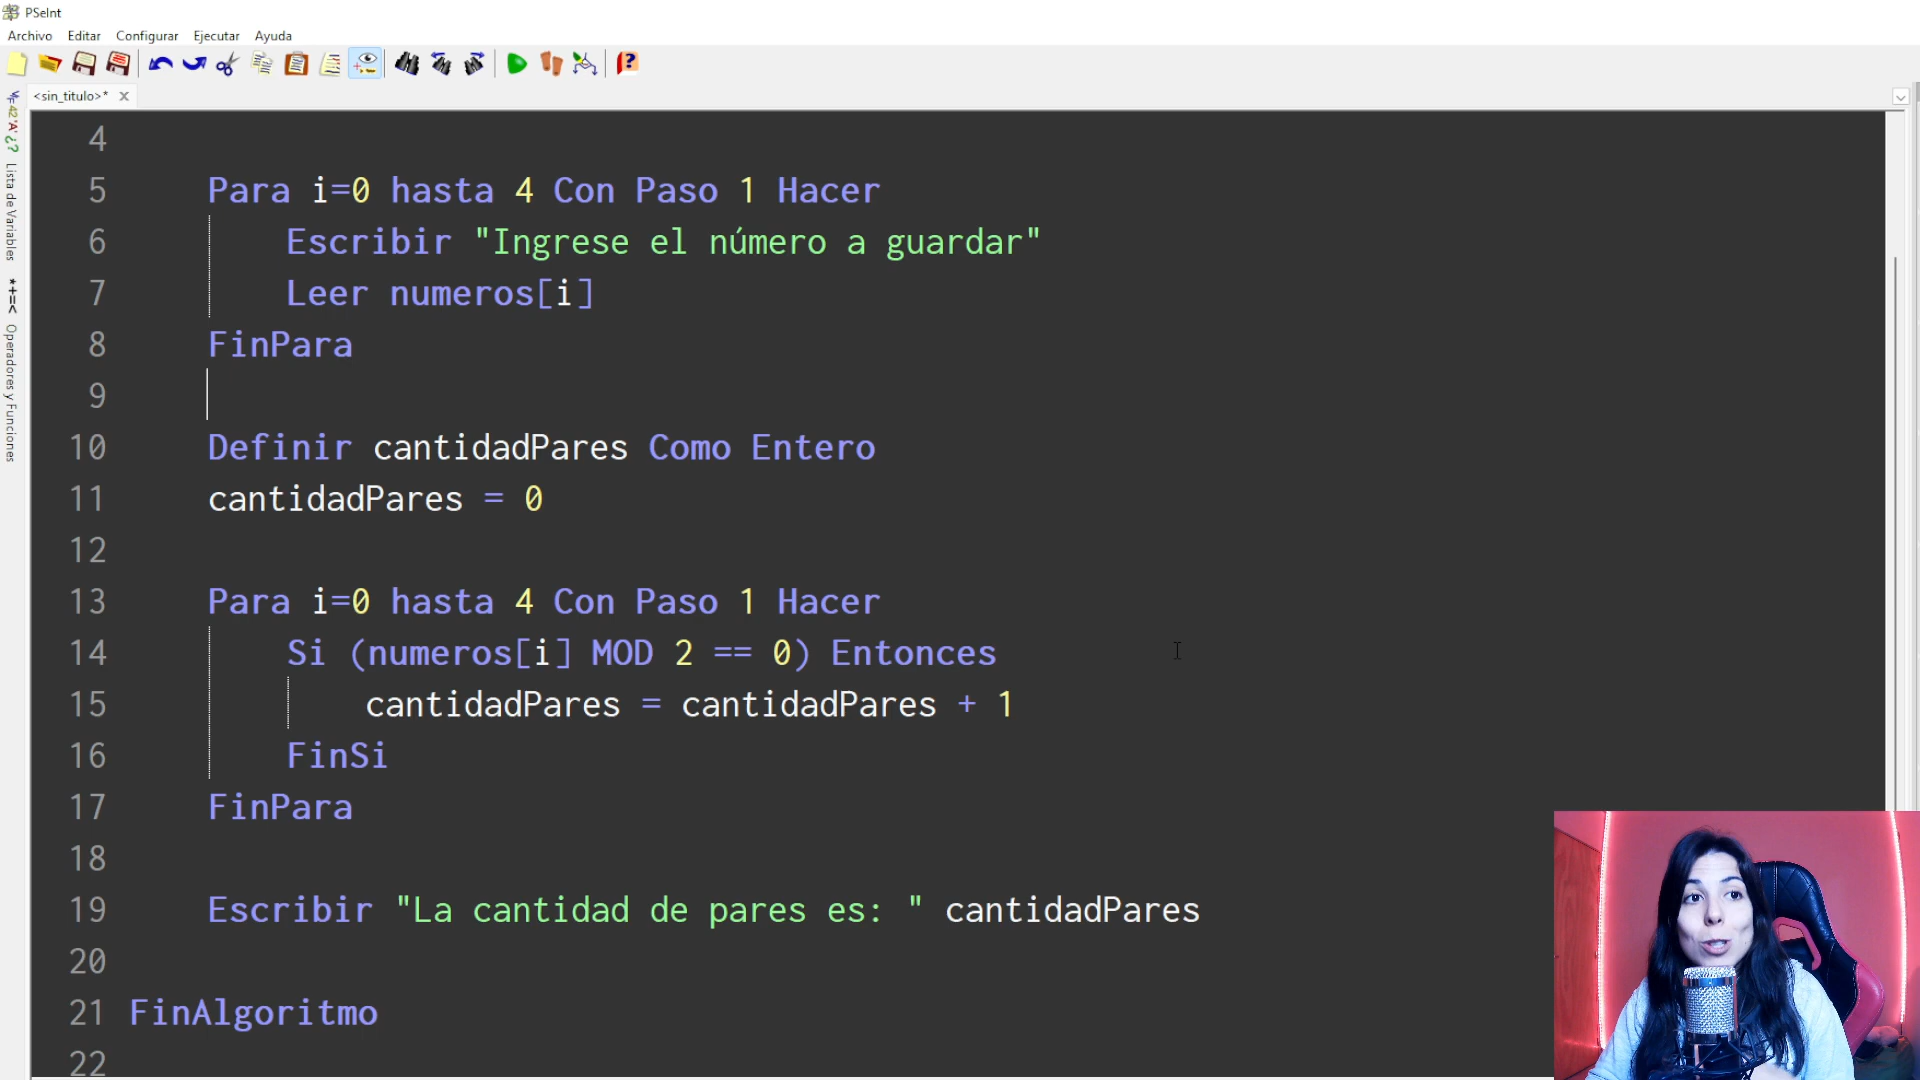 PSeInt
Archivo Editar Configurar Ejecutar Ayuda
<sin_titulo>*
Lista de Variables
*+=< Operadores y Funciones
4
5 Para i=0 hasta 4 Con Paso 1 Hacer
6 Escribir "Ingrese el número a guardar"
7 Leer numeros[i]
8 FinPara
9
10 Definir cantidadPares Como Entero
11 cantidadPares = 0
12
13 Para i=0 hasta 4 Con Paso 1 Hacer
14 Si (numeros[i] MOD 2 == 0) Entonces
15 cantidadPares = cantidadPares + 1
16 FinSi
17 FinPara
18
19 Escribir "La cantidad de pares es: " cantidadPares
20
21 FinAlgoritmo
22